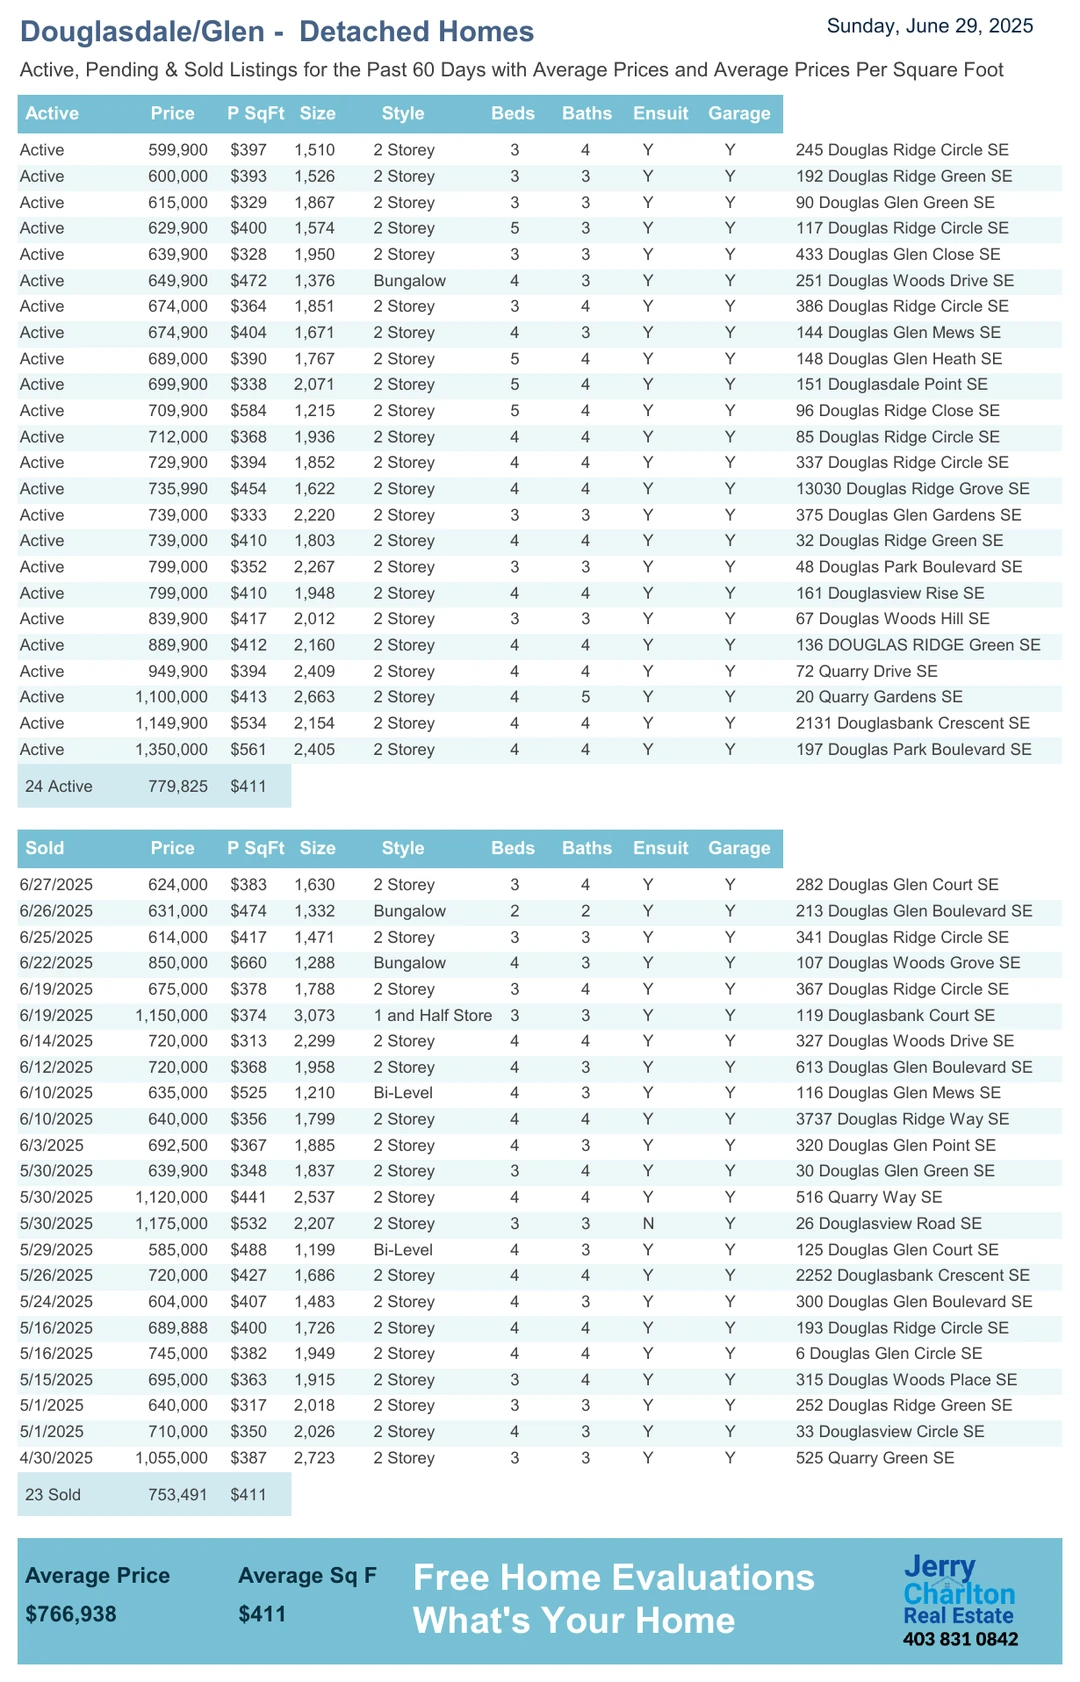 Douglasdale/Glen - Detached Homes
Sunday, June 29, 2025
Active, Pending & Sold Listings for the Past 60 Days with Average Prices and Average Prices Per Square Foot
Active Price P SqFt Size Style Beds Baths Ensuit Garage
Active 599,900 $397 1,510 2 Storey 3 4 Y Y 245 Douglas Ridge Circle SE
Active 600,000 $393 1,526 2 Storey 3 3 Y Y 192 Douglas Ridge Green SE
Active 615,000 $329 1,867 2 Storey 3 3 Y Y 90 Douglas Glen Green SE
Active 629,900 $400 1,574 2 Storey 5 3 Y Y 117 Douglas Ridge Circle SE
Active 639,900 $328 1,950 2 Storey 3 3 Y Y 433 Douglas Glen Close SE
Active 649,900 $472 1,376 Bungalow 4 3 Y Y 251 Douglas Woods Drive SE
Active 674,000 $364 1,851 2 Storey 3 4 Y Y 386 Douglas Ridge Circle SE
Active 674,900 $404 1,671 2 Storey 4 3 Y Y 144 Douglas Glen Mews SE
Active 689,000 $390 1,767 2 Storey 5 4 Y Y 148 Douglas Glen Heath SE
Active 699,900 $338 2,071 2 Storey 5 4 Y Y 151 Douglasdale Point SE
Active 709,900 $584 1,215 2 Storey 5 4 Y Y 96 Douglas Ridge Close SE
Active 712,000 $368 1,936 2 Storey 4 4 Y Y 85 Douglas Ridge Circle SE
Active 729,900 $394 1,852 2 Storey 4 4 Y Y 337 Douglas Ridge Circle SE
Active 735,990 $454 1,622 2 Storey 4 4 Y Y 13030 Douglas Ridge Grove SE
Active 739,000 $333 2,220 2 Storey 3 3 Y Y 375 Douglas Glen Gardens SE
Active 739,000 $410 1,803 2 Storey 4 4 Y Y 32 Douglas Ridge Green SE
Active 799,000 $352 2,267 2 Storey 3 3 Y Y 48 Douglas Park Boulevard SE
Active 799,000 $410 1,948 2 Storey 4 4 Y Y 161 Douglasview Rise SE
Active 839,900 $417 2,012 2 Storey 3 3 Y Y 67 Douglas Woods Hill SE
Active 889,900 $412 2,160 2 Storey 4 4 Y Y 136 DOUGLAS RIDGE Green SE
Active 949,900 $394 2,409 2 Storey 4 4 Y Y 72 Quarry Drive SE
Active 1,100,000 $413 2,663 2 Storey 4 5 Y Y 20 Quarry Gardens SE
Active 1,149,900 $534 2,154 2 Storey 4 4 Y Y 2131 Douglasbank Crescent SE
Active 1,350,000 $561 2,405 2 Storey 4 4 Y Y 197 Douglas Park Boulevard SE
24 Active 779,825 $411
Sold Price P SqFt Size Style Beds Baths Ensuit Garage
6/27/2025 624,000 $383 1,630 2 Storey 3 4 Y Y 282 Douglas Glen Court SE
6/26/2025 631,000 $474 1,332 Bungalow 2 2 Y Y 213 Douglas Glen Boulevard SE
6/25/2025 614,000 $417 1,471 2 Storey 3 3 Y Y 341 Douglas Ridge Circle SE
6/22/2025 850,000 $660 1,288 Bungalow 4 3 Y Y 107 Douglas Woods Grove SE
6/19/2025 675,000 $378 1,788 2 Storey 3 4 Y Y 367 Douglas Ridge Circle SE
6/19/2025 1,150,000 $374 3,073 1 and Half Store 3 3 Y Y 119 Douglasbank Court SE
6/14/2025 720,000 $313 2,299 2 Storey 4 4 Y Y 327 Douglas Woods Drive SE
6/12/2025 720,000 $368 1,958 2 Storey 4 3 Y Y 613 Douglas Glen Boulevard SE
6/10/2025 635,000 $525 1,210 Bi-Level 4 3 Y Y 116 Douglas Glen Mews SE
6/10/2025 640,000 $356 1,799 2 Storey 4 4 Y Y 3737 Douglas Ridge Way SE
6/3/2025 692,500 $367 1,885 2 Storey 4 3 Y Y 320 Douglas Glen Point SE
5/30/2025 639,900 $348 1,837 2 Storey 3 4 Y Y 30 Douglas Glen Green SE
5/30/2025 1,120,000 $441 2,537 2 Storey 4 4 Y Y 516 Quarry Way SE
5/30/2025 1,175,000 $532 2,207 2 Storey 3 3 N Y 26 Douglasview Road SE
5/29/2025 585,000 $488 1,199 Bi-Level 4 3 Y Y 125 Douglas Glen Court SE
5/26/2025 720,000 $427 1,686 2 Storey 4 4 Y Y 2252 Douglasbank Crescent SE
5/24/2025 604,000 $407 1,483 2 Storey 4 3 Y Y 300 Douglas Glen Boulevard SE
5/16/2025 689,888 $400 1,726 2 Storey 4 4 Y Y 193 Douglas Ridge Circle SE
5/16/2025 745,000 $382 1,949 2 Storey 4 4 Y Y 6 Douglas Glen Circle SE
5/15/2025 695,000 $363 1,915 2 Storey 3 4 Y Y 315 Douglas Woods Place SE
5/1/2025 640,000 $317 2,018 2 Storey 3 3 Y Y 252 Douglas Ridge Green SE
5/1/2025 710,000 $350 2,026 2 Storey 4 3 Y Y 33 Douglasview Circle SE
4/30/2025 1,055,000 $387 2,723 2 Storey 3 3 Y Y 525 Quarry Green SE
23 Sold 753,491 $411
Average Price Average Sq F
$766,938 $411
Free Home Evaluations
What's Your Home
Jerry
Charlton
Real Estate
403 831 0842